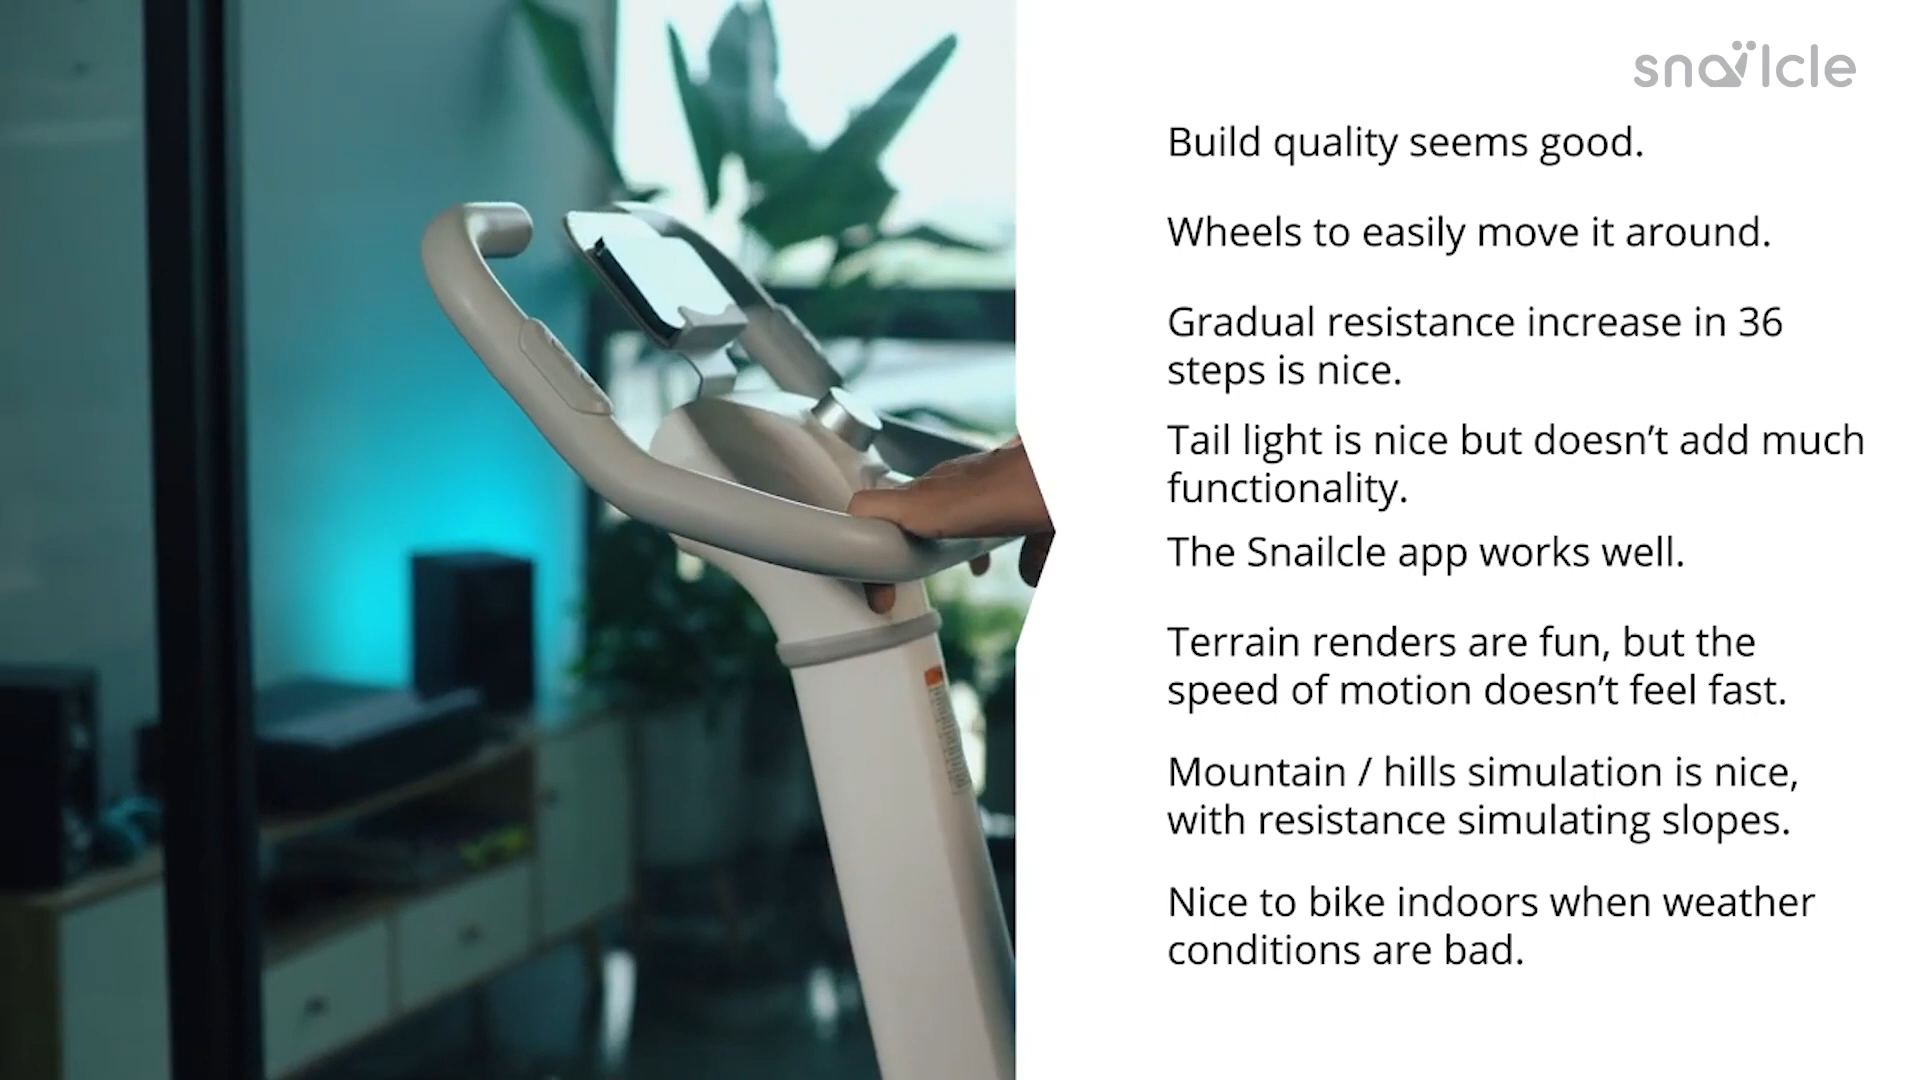 snailcle
Build quality seems good.
Wheels to easily move it around.
Gradual resistance increase in 36
steps is nice.
Tail light is nice but doesn’t add much
functionality.
The Snailcle app works well.
Terrain renders are fun, but the
speed of motion doesn’t feel fast.
Mountain / hills simulation is nice,
with resistance simulating slopes.
Nice to bike indoors when weather
conditions are bad.